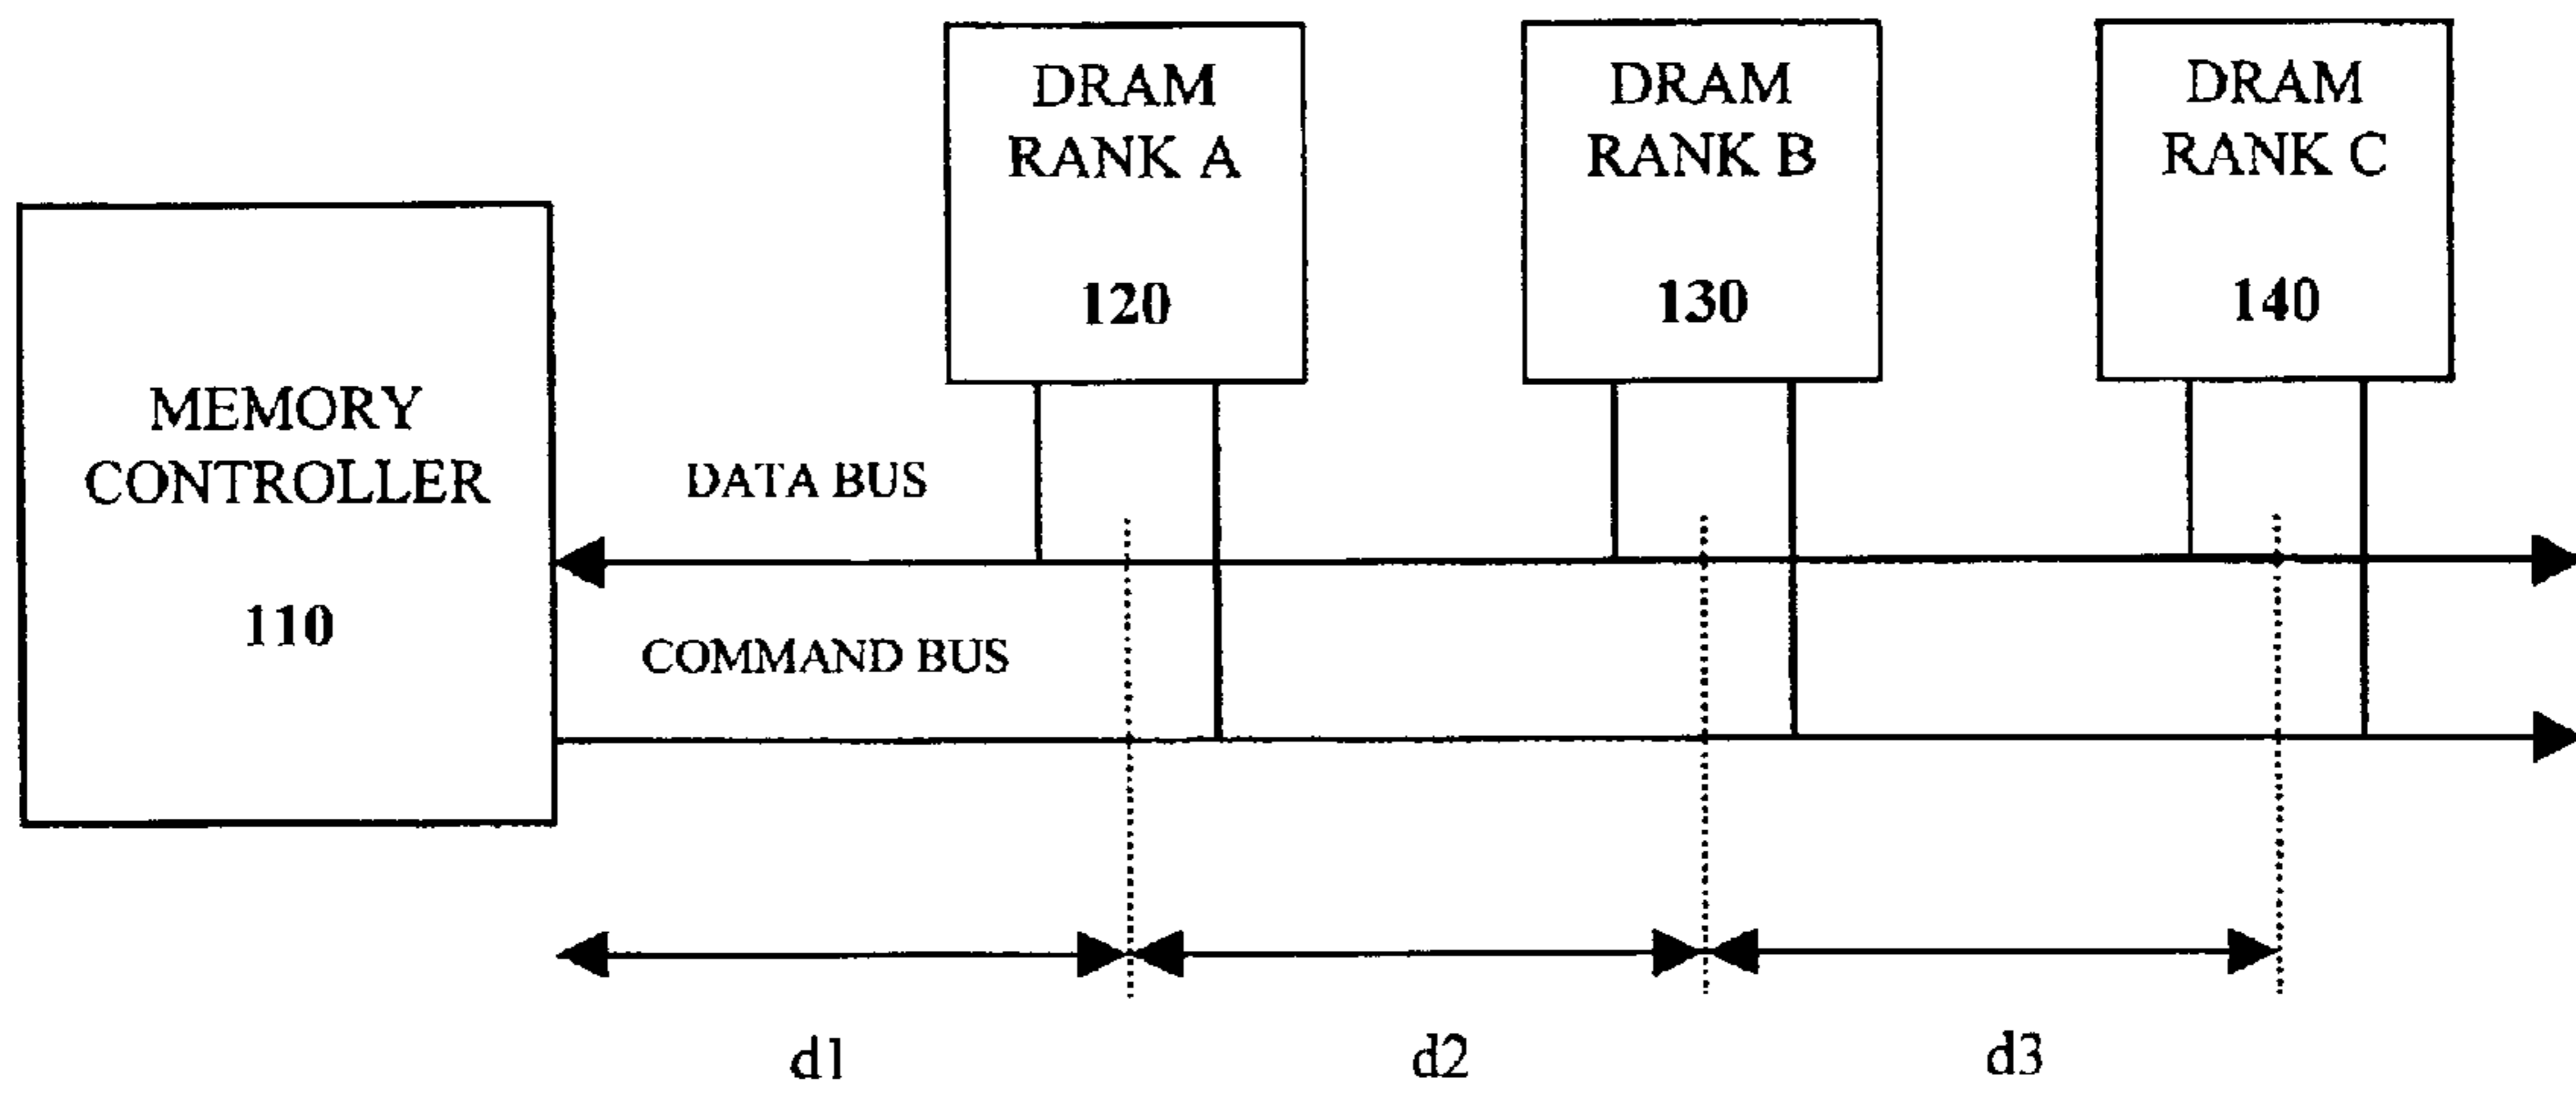 DRAM
RANK A
120
DRAM
RANK B
130
DRAM
RANK C
140
MEMORY
CONTROLLER
110
DATA BUS
COMMAND BUS
d1
d2
d3